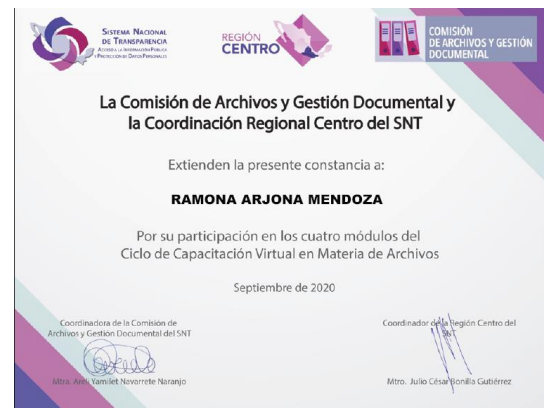 SISTEMA NACIONAL
DE TRANSPARENCIA
ACCESO A LA INFORMACIÓN PÚBLICA
Y PROTECCIÓN DE DATOS PERSONALES
REGIÓN
CENTRO
COMISIÓN
DE ARCHIVOS Y GESTIÓN
DOCUMENTAL
La Comisión de Archivos y Gestión Documental y
la Coordinación Regional Centro del SNT
Extienden la presente constancia a:
RAMONA ARJONA MENDOZA
Por su participación en los cuatro módulos del
Ciclo de Capacitación Virtual en Materia de Archivos
Septiembre de 2020
Coordinadora de la Comisión de
Archivos y Gestión Documental del SNT
Mtra. Areli Yamilet Navarrete Naranjo
Coordinador de la Región Centro del
SNT
Mtro. Julio César Bonilla Gutiérrez